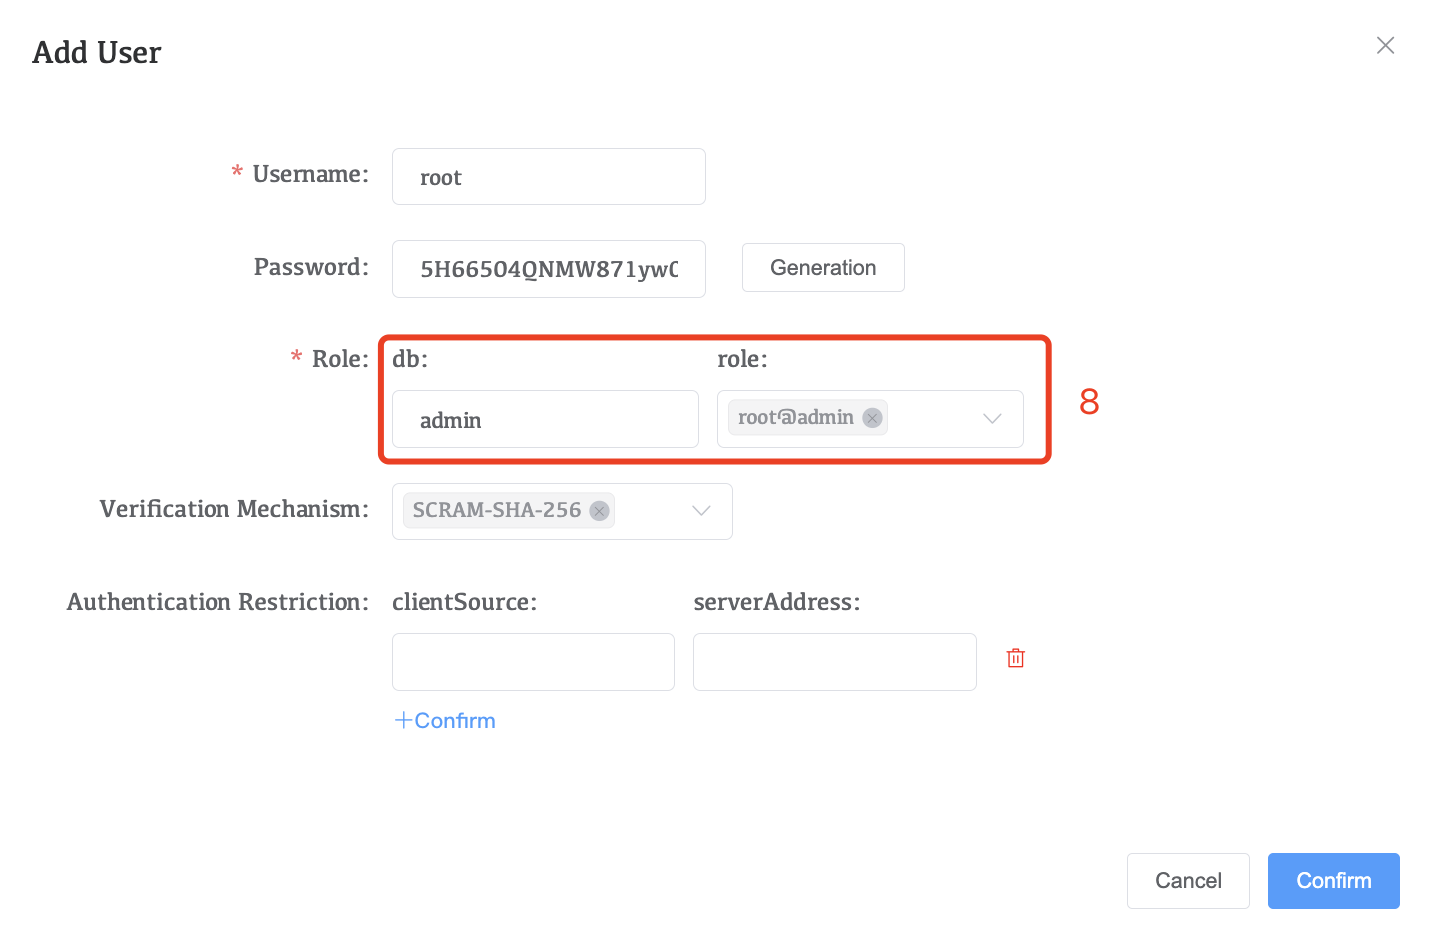 Add User
* Username:
root
Password:
5H66504QNMW871yw
Generation
* Role:
db:
role:
admin
root@admin
8
Verification Mechanism:
SCRAM-SHA-256
Authentication Restriction:
clientSource:
serverAddress:
+Confirm
Cancel
Confirm